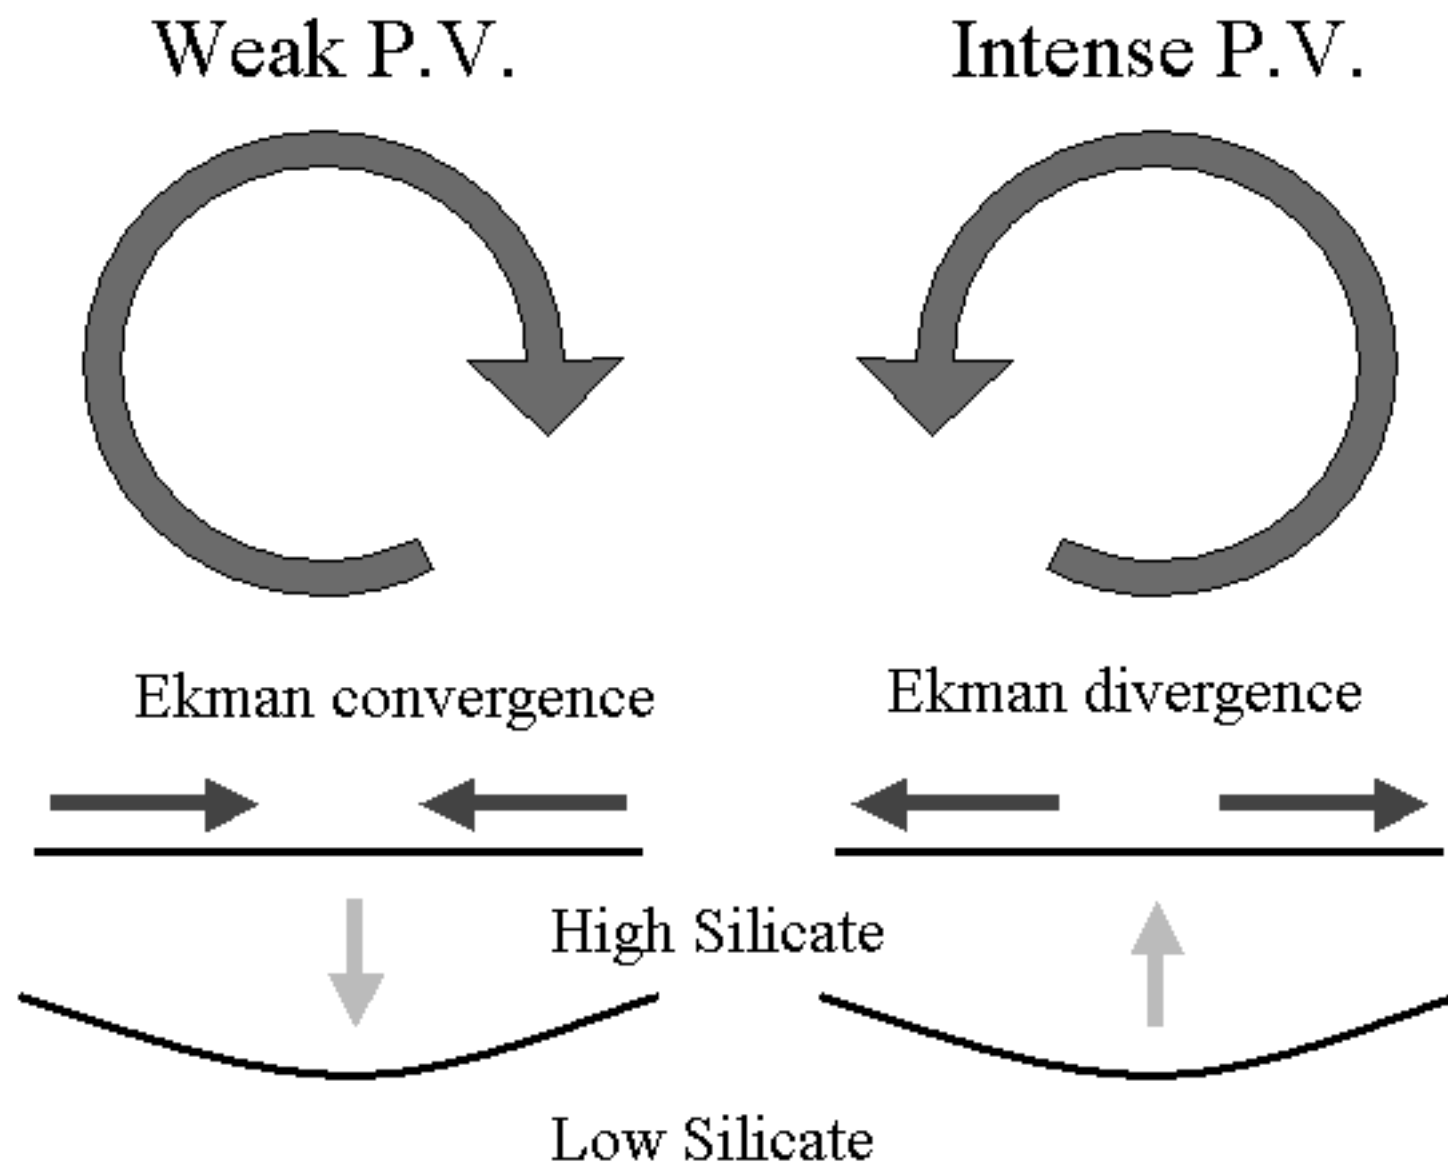 Weak P.V.
Intense P.V.
Ekman convergence
Ekman divergence
High Silicate
Low Silicate